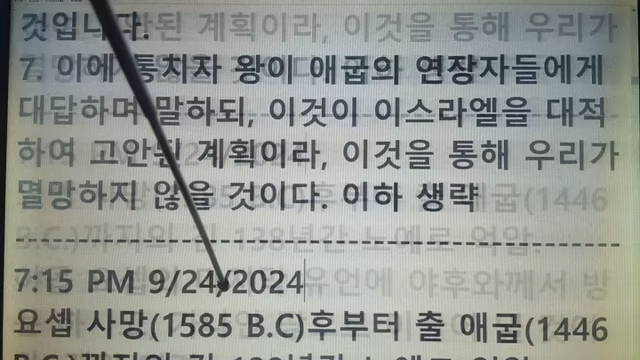 것입니다.
7. 이에 통치자 왕이 애굽의 연장자들에게
대답하며 말하되, 이것이 이스라엘을 대적
하여 고안된 계획이라, 이것을 통해 우리가
멸망하지 않을 것이다. 이하 생략
--------------------------------------------------
7:15 PM 9/24/2024
요셉 사망(1585 B.C)후부터 출 애굽(1446